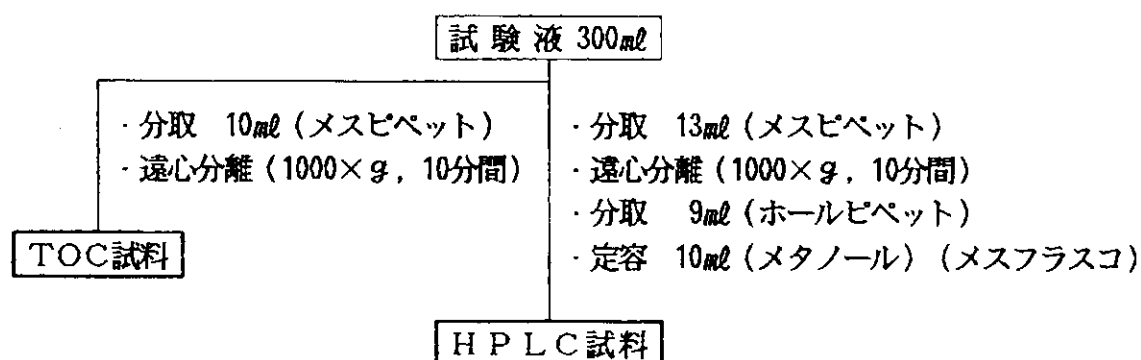 試験液 300㎖
・分取 10㎖（メスピペット）
・遠心分離（1000×g，10分間）
TOC試料
・分取 13㎖（メスピペット）
・遠心分離（1000×g，10分間）
・分取 9㎖（ホールピペット）
・定容 10㎖（メタノール）（メスフラスコ）
HPLC試料